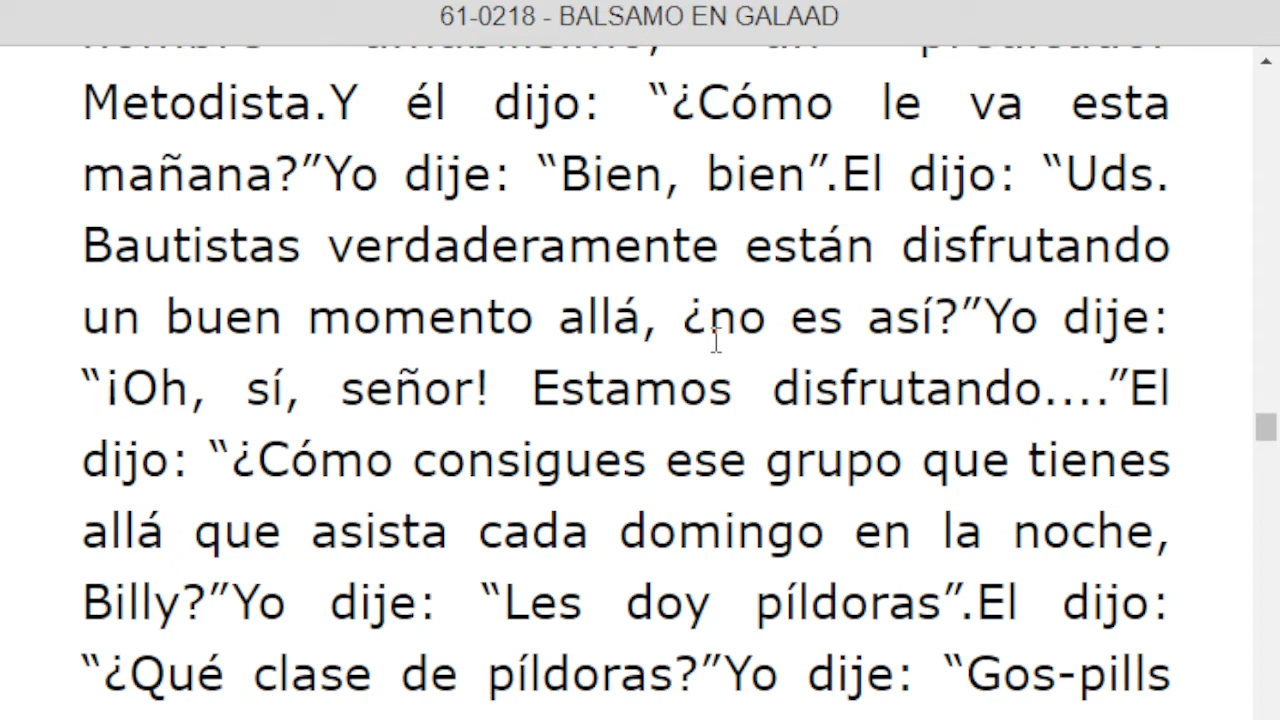 61-0218 - BALSAMO EN GALAAD
Metodista.Y él dijo: “¿Cómo le va esta
mañana?”Yo dije: “Bien, bien”.El dijo: “Uds.
Bautistas verdaderamente están disfrutando
un buen momento allá, ¿no es así?”Yo dije:
“¡Oh, sí, señor! Estamos disfrutando....”El
dijo: “¿Cómo consigues ese grupo que tienes
allá que asista cada domingo en la noche,
Billy?”Yo dije: “Les doy píldoras”.El dijo:
“¿Qué clase de píldoras?”Yo dije: “Gos-pills